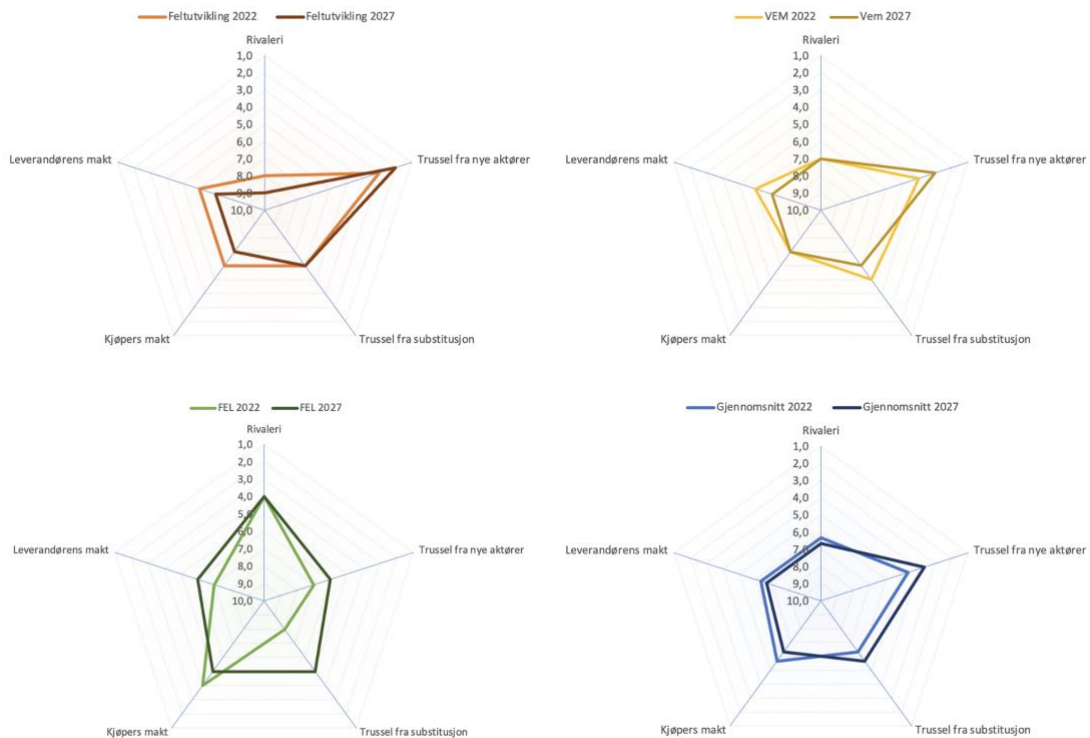 Feltutvikling 2022 Feltutvikling 2027
Rivaleri
1,0
2,0
3,0
4,0
5,0
6,0
7,0
8,0
9,0
10,0
Trussel fra nye aktører
Trussel fra substitusjon
Kjøpers makt
Leverandørens makt
VEM 2022 Vem 2027
Rivaleri
1,0
2,0
3,0
4,0
5,0
6,0
7,0
8,0
9,0
10,0
Trussel fra nye aktører
Trussel fra substitusjon
Kjøpers makt
Leverandørens makt
FEL 2022 FEL 2027
Rivaleri
1,0
2,0
3,0
4,0
5,0
6,0
7,0
8,0
9,0
10,0
Trussel fra nye aktører
Trussel fra substitusjon
Kjøpers makt
Leverandørens makt
Gjennomsnitt 2022 Gjennomsnitt 2027
Rivaleri
1,0
2,0
3,0
4,0
5,0
6,0
7,0
8,0
9,0
10,0
Trussel fra nye aktører
Trussel fra substitusjon
Kjøpers makt
Leverandørens makt